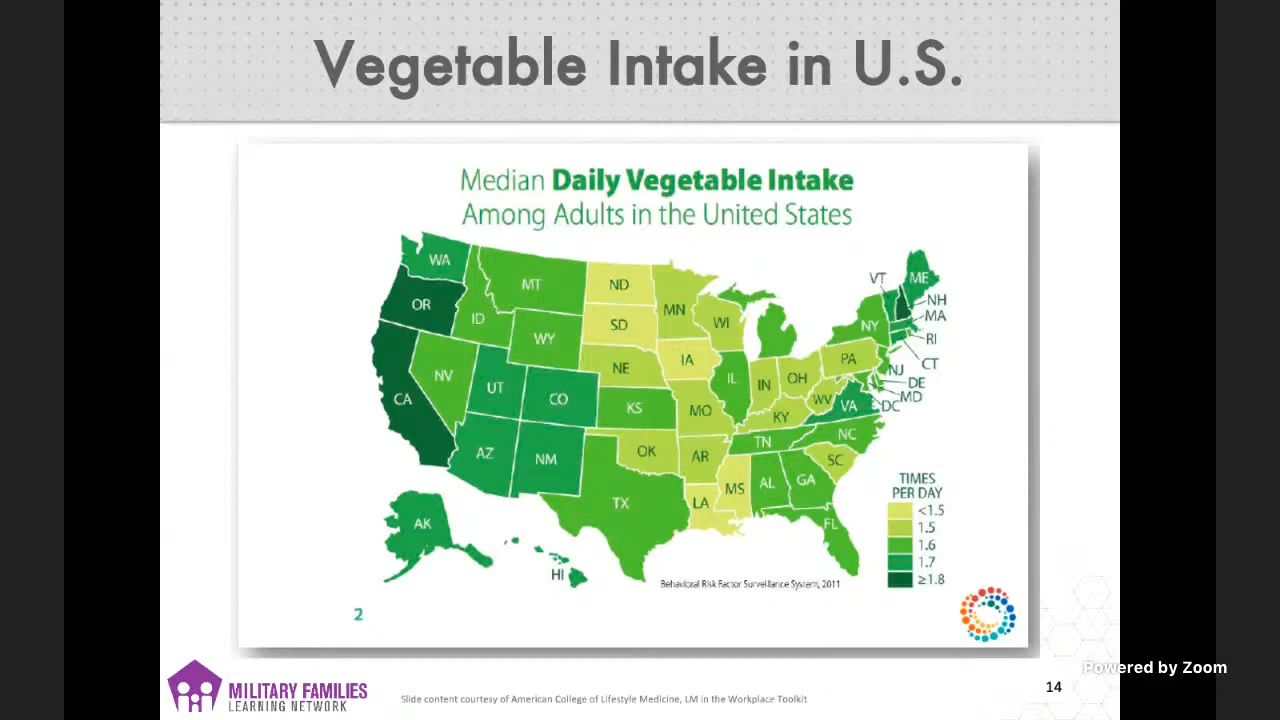 Vegetable Intake in U.S.
Median Daily Vegetable Intake
Among Adults in the United States
WA
OR
CA
ID
NV
MT
WY
UT
CO
AZ
NM
ND
SD
NE
KS
OK
TX
MN
IA
MO
AR
LA
WI
IL
IN
OH
KY
TN
MS
AL
GA
FL
SC
NC
VA
WV
PA
NY
VT
ME
NH
MA
RI
CT
NJ
DE
MD
DC
AK
HI
TIMES
PER DAY
<1.5
1.5
1.6
1.7
≥1.8
Behavioral Risk Factor Surveillance System, 2011
2
Powered by Zoom
MILITARY FAMILIES
LEARNING NETWORK
Slide content courtesy of American College of Lifestyle Medicine, LM in the Workplace Toolkit
14